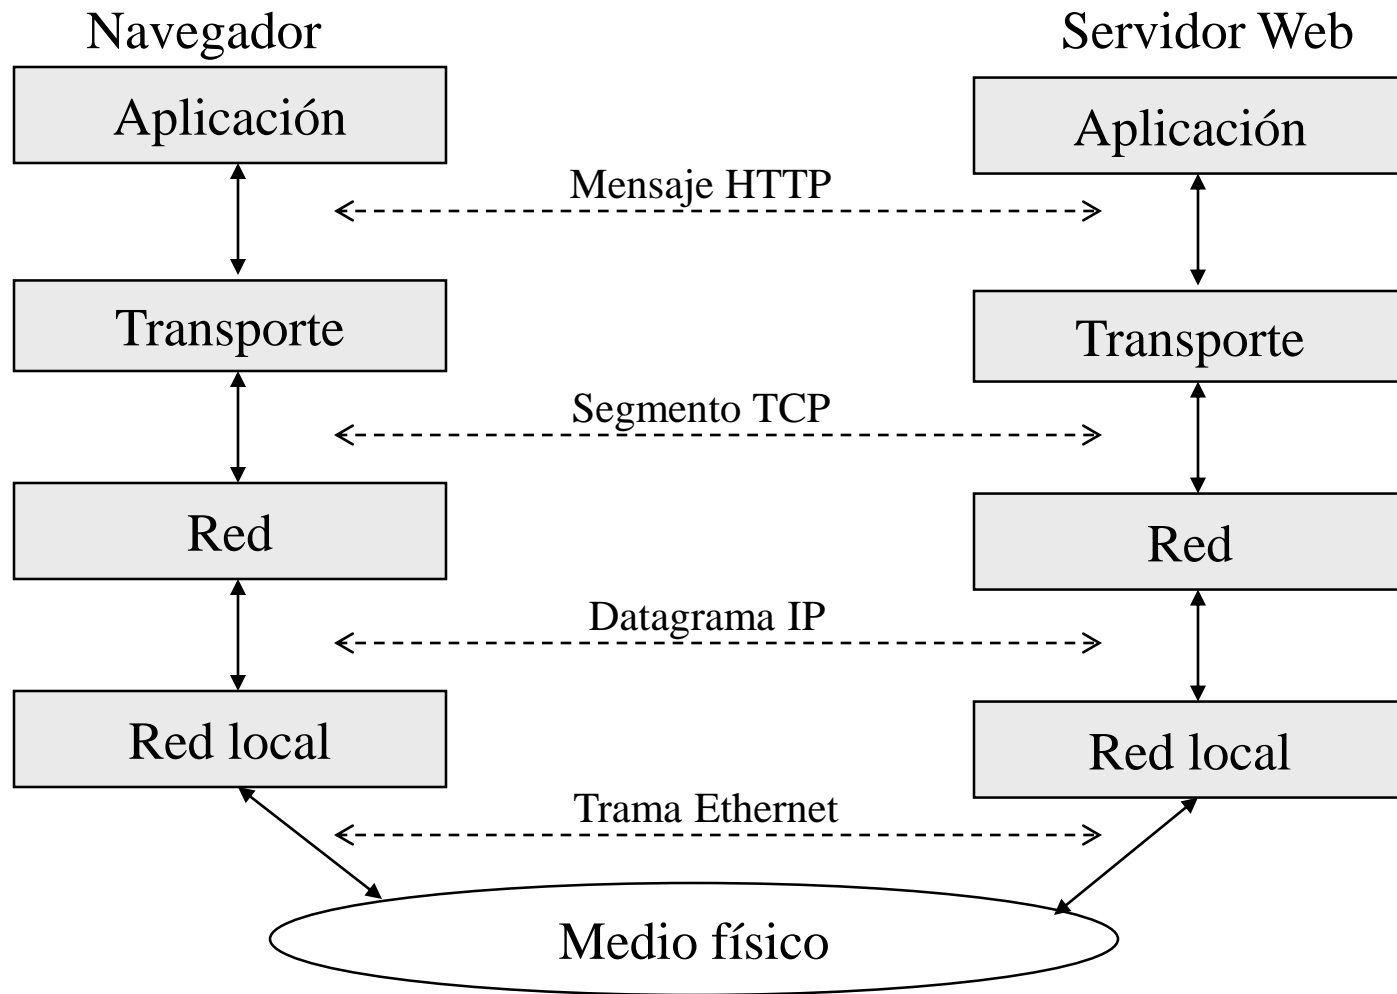 Navegador
Servidor Web
Aplicación
Aplicación
Mensaje HTTP
Transporte
Transporte
Segmento TCP
Red
Red
Datagrama IP
Red local
Red local
Trama Ethernet
Medio físico